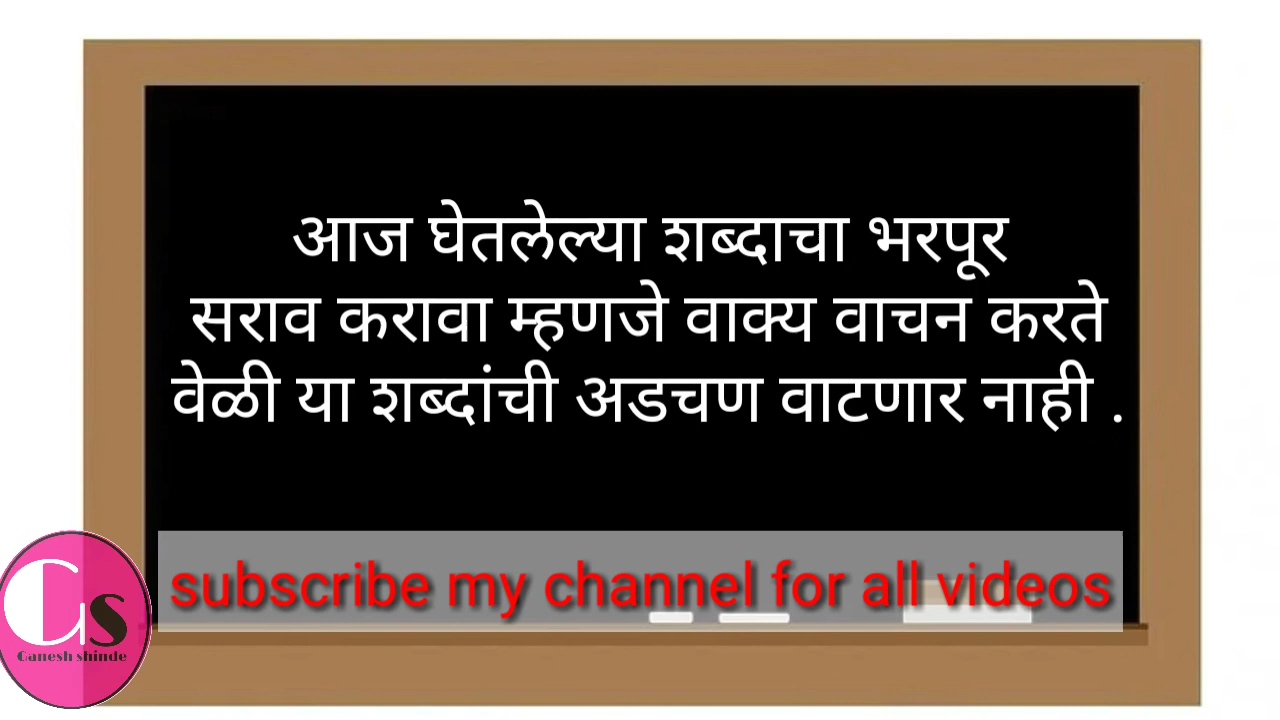 आज घेतलेल्या शब्दाचा भरपूर
सराव करावा म्हणजे वाक्य वाचन करते
वेळी या शब्दांची अडचण वाटणार नाही .
subscribe my channel for all videos
GS
Ganesh shinde